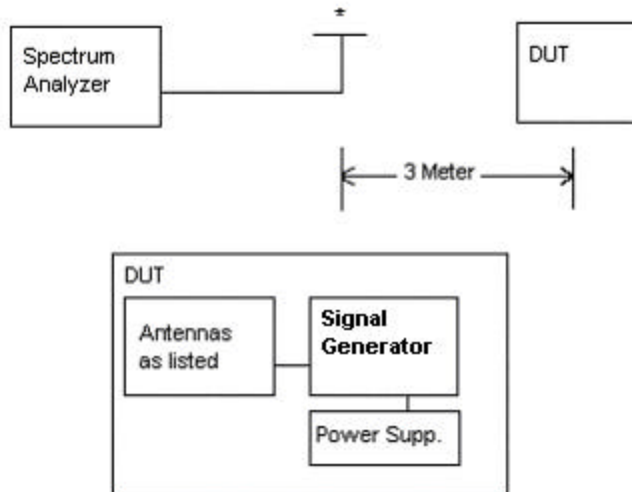 Spectrum
Analyzer
*
DUT
3 Meter
DUT
Antennas
as listed
Signal
Generator
Power Supp.